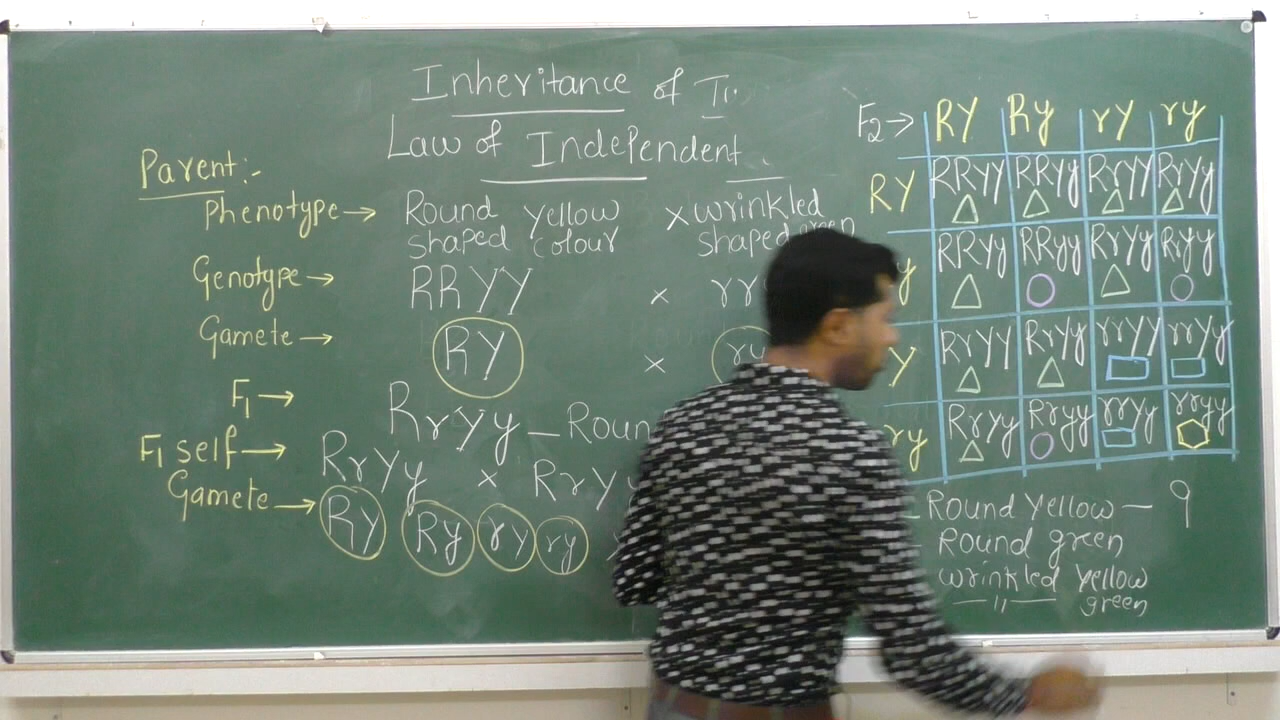 Inheritance of
Law of Independent
Parent:-
Phenotype → Round Yellow × wrinkled
shaped colour shaped green
Genotype → RRYY × rr
Gamete → RY × ry
F1 →
RrYy – Roun
F1 self → RrYy × RrYy
Gamete → RY Ry rY ry
F2 → RY Ry rY ry
RY RRYY RRYy RrYY RrYy
y RRYy RRyy RrYy Rryy
Y RrYY RrYy rrYY rrYy
ry RrYy Rryy rrYy rryy
– Round Yellow – 9
– Round green
wrinkled yellow
–〃– green